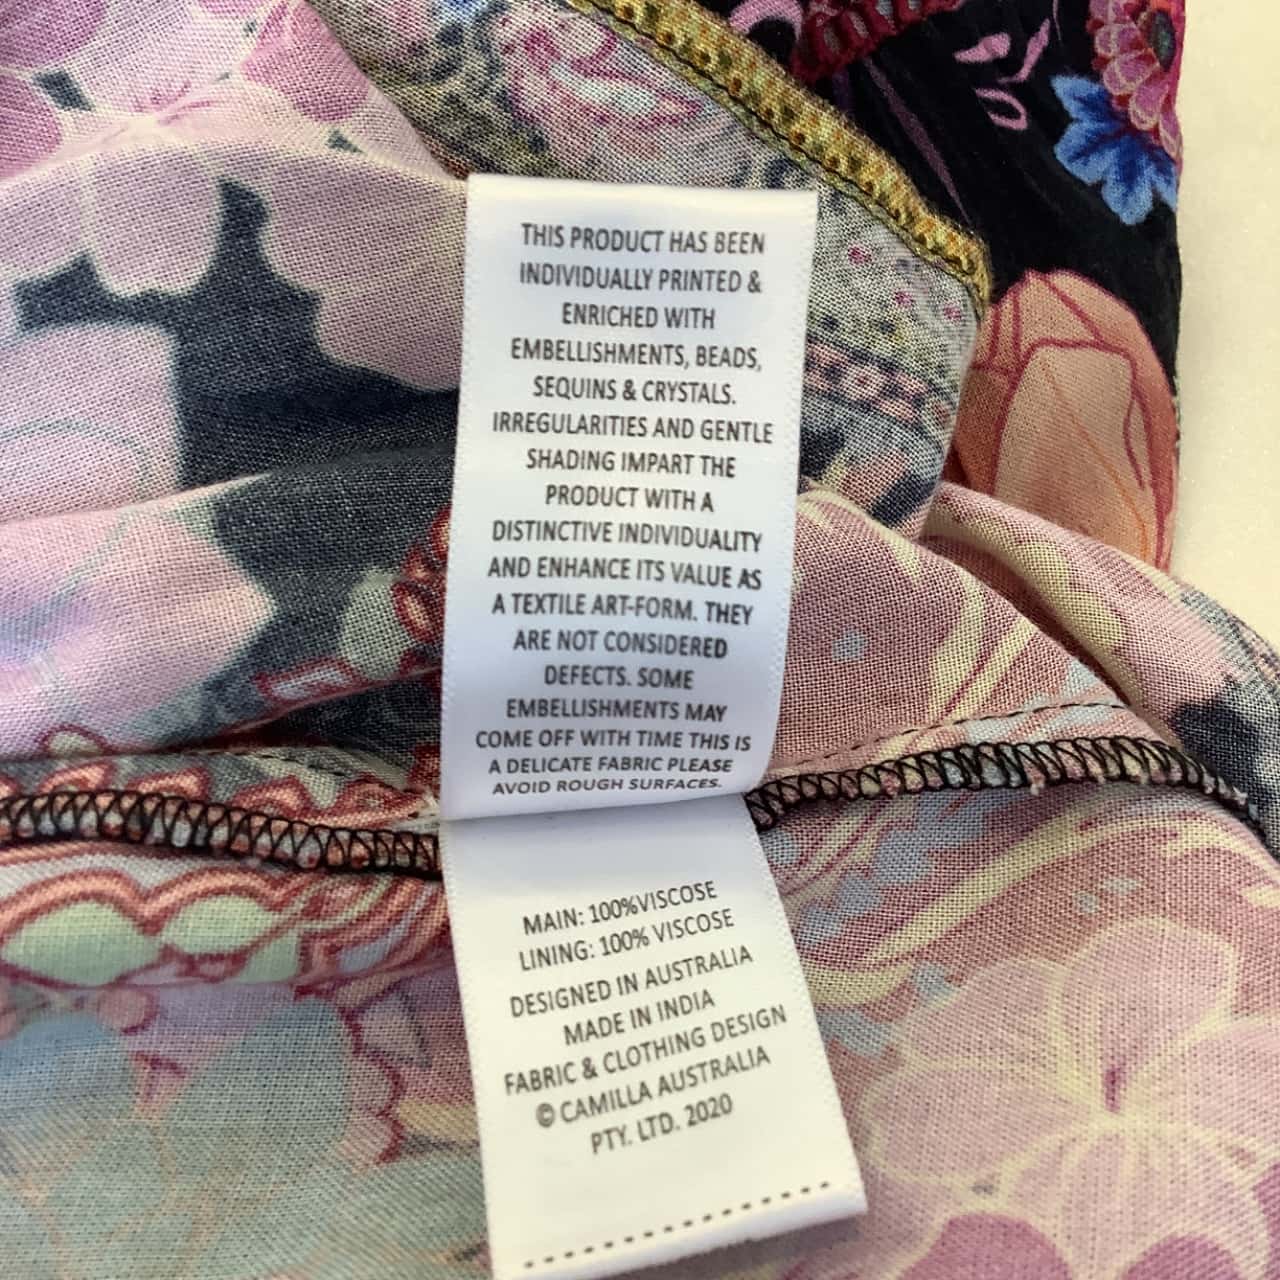 THIS PRODUCT HAS BEEN
INDIVIDUALLY PRINTED &
ENRICHED WITH
EMBELLISHMENTS, BEADS,
SEQUINS & CRYSTALS.
IRREGULARITIES AND GENTLE
SHADING IMPART THE
PRODUCT WITH A
DISTINCTIVE INDIVIDUALITY
AND ENHANCE ITS VALUE AS
A TEXTILE ART-FORM. THEY
ARE NOT CONSIDERED
DEFECTS. SOME
EMBELLISHMENTS MAY
COME OFF WITH TIME THIS IS
A DELICATE FABRIC PLEASE
AVOID ROUGH SURFACES.
MAIN: 100%VISCOSE
LINING: 100% VISCOSE
DESIGNED IN AUSTRALIA
MADE IN INDIA
FABRIC & CLOTHING DESIGN
© CAMILLA AUSTRALIA
PTY. LTD. 2020